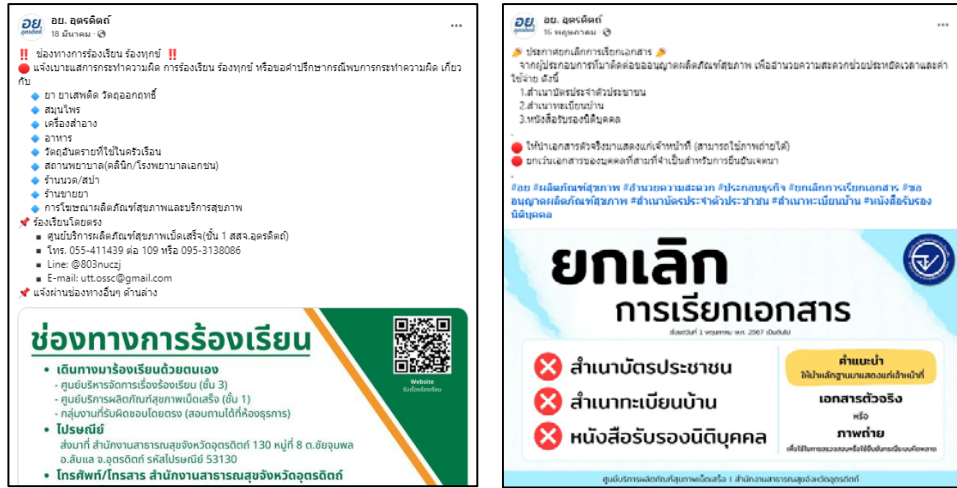 อย. อุตรดิตถ์
18 มีนาคม
‼ ช่องทางการร้องเรียน ร้องทุกข์ ‼
🔴 แจ้งเบาะแสการกระทำความผิด การร้องเรียน ร้องทุกข์ หรือขอคำปรึกษากรณีพบการกระทำความผิด เกี่ยว
กับ
🔹 ยา ยาเสพติด วัตถุออกฤทธิ์
🔹 สมุนไพร
🔹 เครื่องสำอาง
🔹 อาหาร
🔹 วัตถุอันตรายที่ใช้ในครัวเรือน
🔹 สถานพยาบาล(คลินิก/โรงพยาบาลเอกชน)
🔹 ร้านนวด/สปา
🔹 ร้านขายยา
🔹 การโฆษณาผลิตภัณฑ์สุขภาพและบริการสุขภาพ
📌 ร้องเรียนโดยตรง
▪ ศูนย์บริการผลิตภัณฑ์สุขภาพเบ็ดเสร็จ(ชั้น 1 สสจ.อุตรดิตถ์)
▪ โทร. 055-411439 ต่อ 109 หรือ 095-3138086
▪ Line: @803nuczj
▪ E-mail: utt.ossc@gmail.com
📌 แจ้งผ่านช่องทางอื่นๆ ด้านล่าง
ช่องทางการร้องเรียน
Website
• เดินทางมาร้องเรียนด้วยตนเอง
- ศูนย์บริหารจัดการเรื่องร้องเรียน (ชั้น 3)
- ศูนย์บริการผลิตภัณฑ์สุขภาพเบ็ดเสร็จ (ชั้น 1)
- กลุ่มงานที่รับผิดชอบโดยตรง (สอบถามได้ที่ห้องธุรการ)
• ไปรษณีย์
ส่งมาที่ สำนักงานสาธารณสุขจังหวัดอุตรดิตถ์ 130 หมู่ที่ 8 ต.ชัยจุมพล
อ.ลับแล จ.อุตรดิตถ์ รหัสไปรษณีย์ 53130
• โทรศัพท์/โทรสาร สำนักงานสาธารณสุขจังหวัดอุตรดิตถ์
อย. อุตรดิตถ์
16 พฤษภาคม
🎉 ประกาศยกเลิกการเรียกเอกสาร 🎉
จากผู้ประกอบการที่มาติดต่อขออนุญาตผลิตภัณฑ์สุขภาพ เพื่ออำนวยความสะดวกช่วยประหยัดเวลาและค่า
ใช้จ่าย ดังนี้
1.สำเนาบัตรประจำตัวประชาชน
2.สำเนาทะเบียนบ้าน
3.หนังสือรับรองนิติบุคคล
.
🔴 ให้นำเอกสารตัวจริงมาแสดงแก่เจ้าหน้าที่ (สามารถใช้ภาพถ่ายได้)
🔴 ยกเว้นเอกสารของบุคคลที่สามที่จำเป็นสำหรับการยืนยันเจตนา
.
#อย #ผลิตภัณฑ์สุขภาพ #อำนวยความสะดวก #ประกอบธุรกิจ #ยกเลิกการเรียกเอกสาร #ขอ
อนุญาตผลิตภัณฑ์สุขภาพ #สำเนาบัตรประจำตัวประชาชน #สำเนาทะเบียนบ้าน #หนังสือรับรอง
นิติบุคคล
ยกเลิก
การเรียกเอกสาร
ตั้งแต่วันที่ 1 พฤษภาคม พ.ศ. 2567 เป็นต้นไป
สำเนาบัตรประชาชน
สำเนาทะเบียนบ้าน
หนังสือรับรองนิติบุคคล
คำแนะนำ
ให้นำหลักฐานมาแสดงแก่เจ้าหน้าที่
เอกสารตัวจริง
หรือ
ภาพถ่าย
ศูนย์บริการผลิตภัณฑ์สุขภาพเบ็ดเสร็จ | สำนักงานสาธารณสุขจังหวัดอุตรดิตถ์